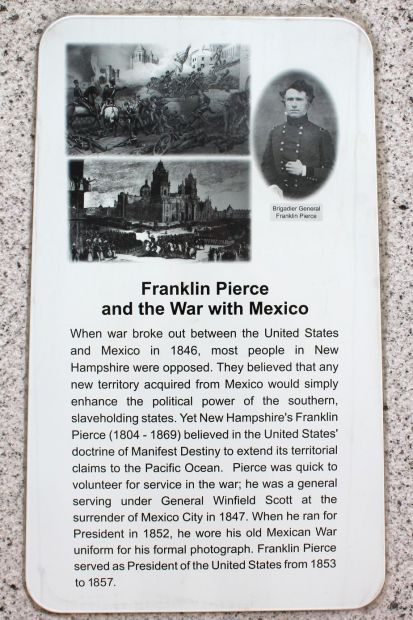 Brigadier General
Franklin Pierce
Franklin Pierce
and the War with Mexico
When war broke out between the United States
and Mexico in 1846, most people in New
Hampshire were opposed. They believed that any
new territory acquired from Mexico would simply
enhance the political power of the southern,
slaveholding states. Yet New Hampshire's Franklin
Pierce (1804 - 1869) believed in the United States'
doctrine of Manifest Destiny to extend its territorial
claims to the Pacific Ocean. Pierce was quick to
volunteer for service in the war; he was a general
serving under General Winfield Scott at the
surrender of Mexico City in 1847. When he ran for
President in 1852, he wore his old Mexican War
uniform for his formal photograph. Franklin Pierce
served as President of the United States from 1853
to 1857.